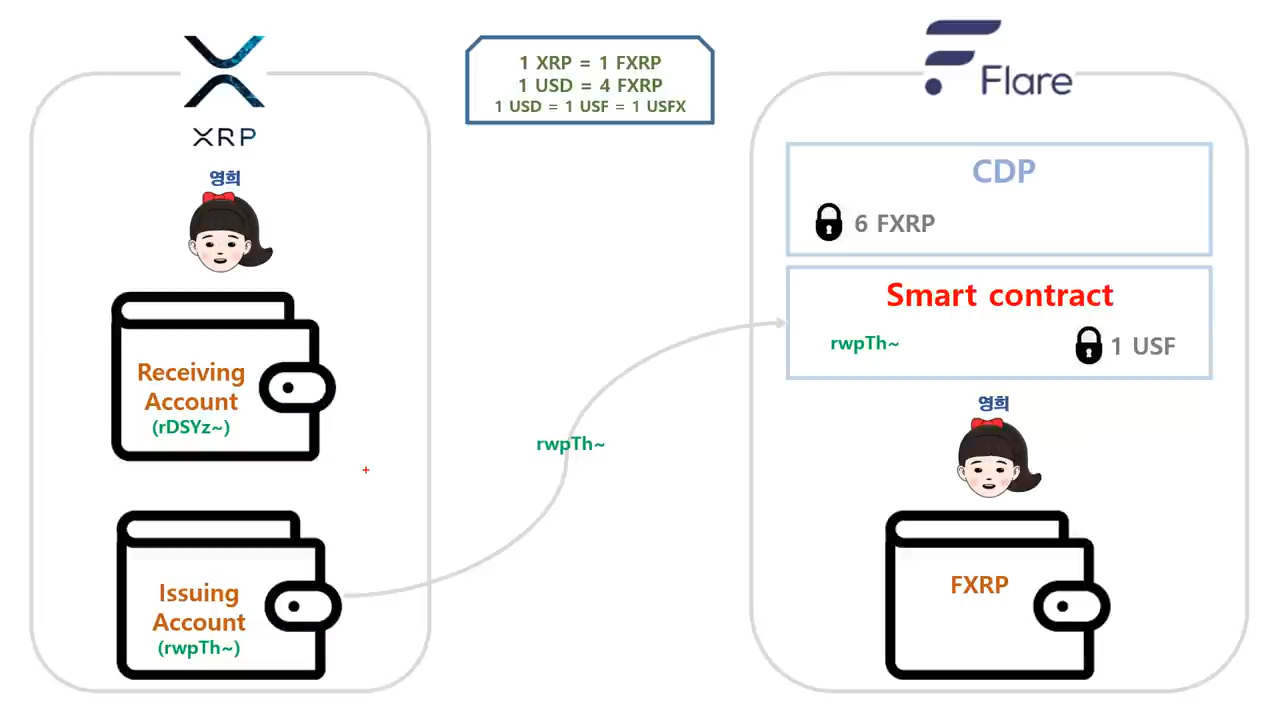 XRP
영희
Receiving
Account
(rDSYz~)
Issuing
Account
(rwpTh~)
1 XRP = 1 FXRP
1 USD = 4 FXRP
1 USD = 1 USF = 1 USFX
rwpTh~
Flare
CDP
6 FXRP
Smart contract
rwpTh~
1 USF
영희
FXRP